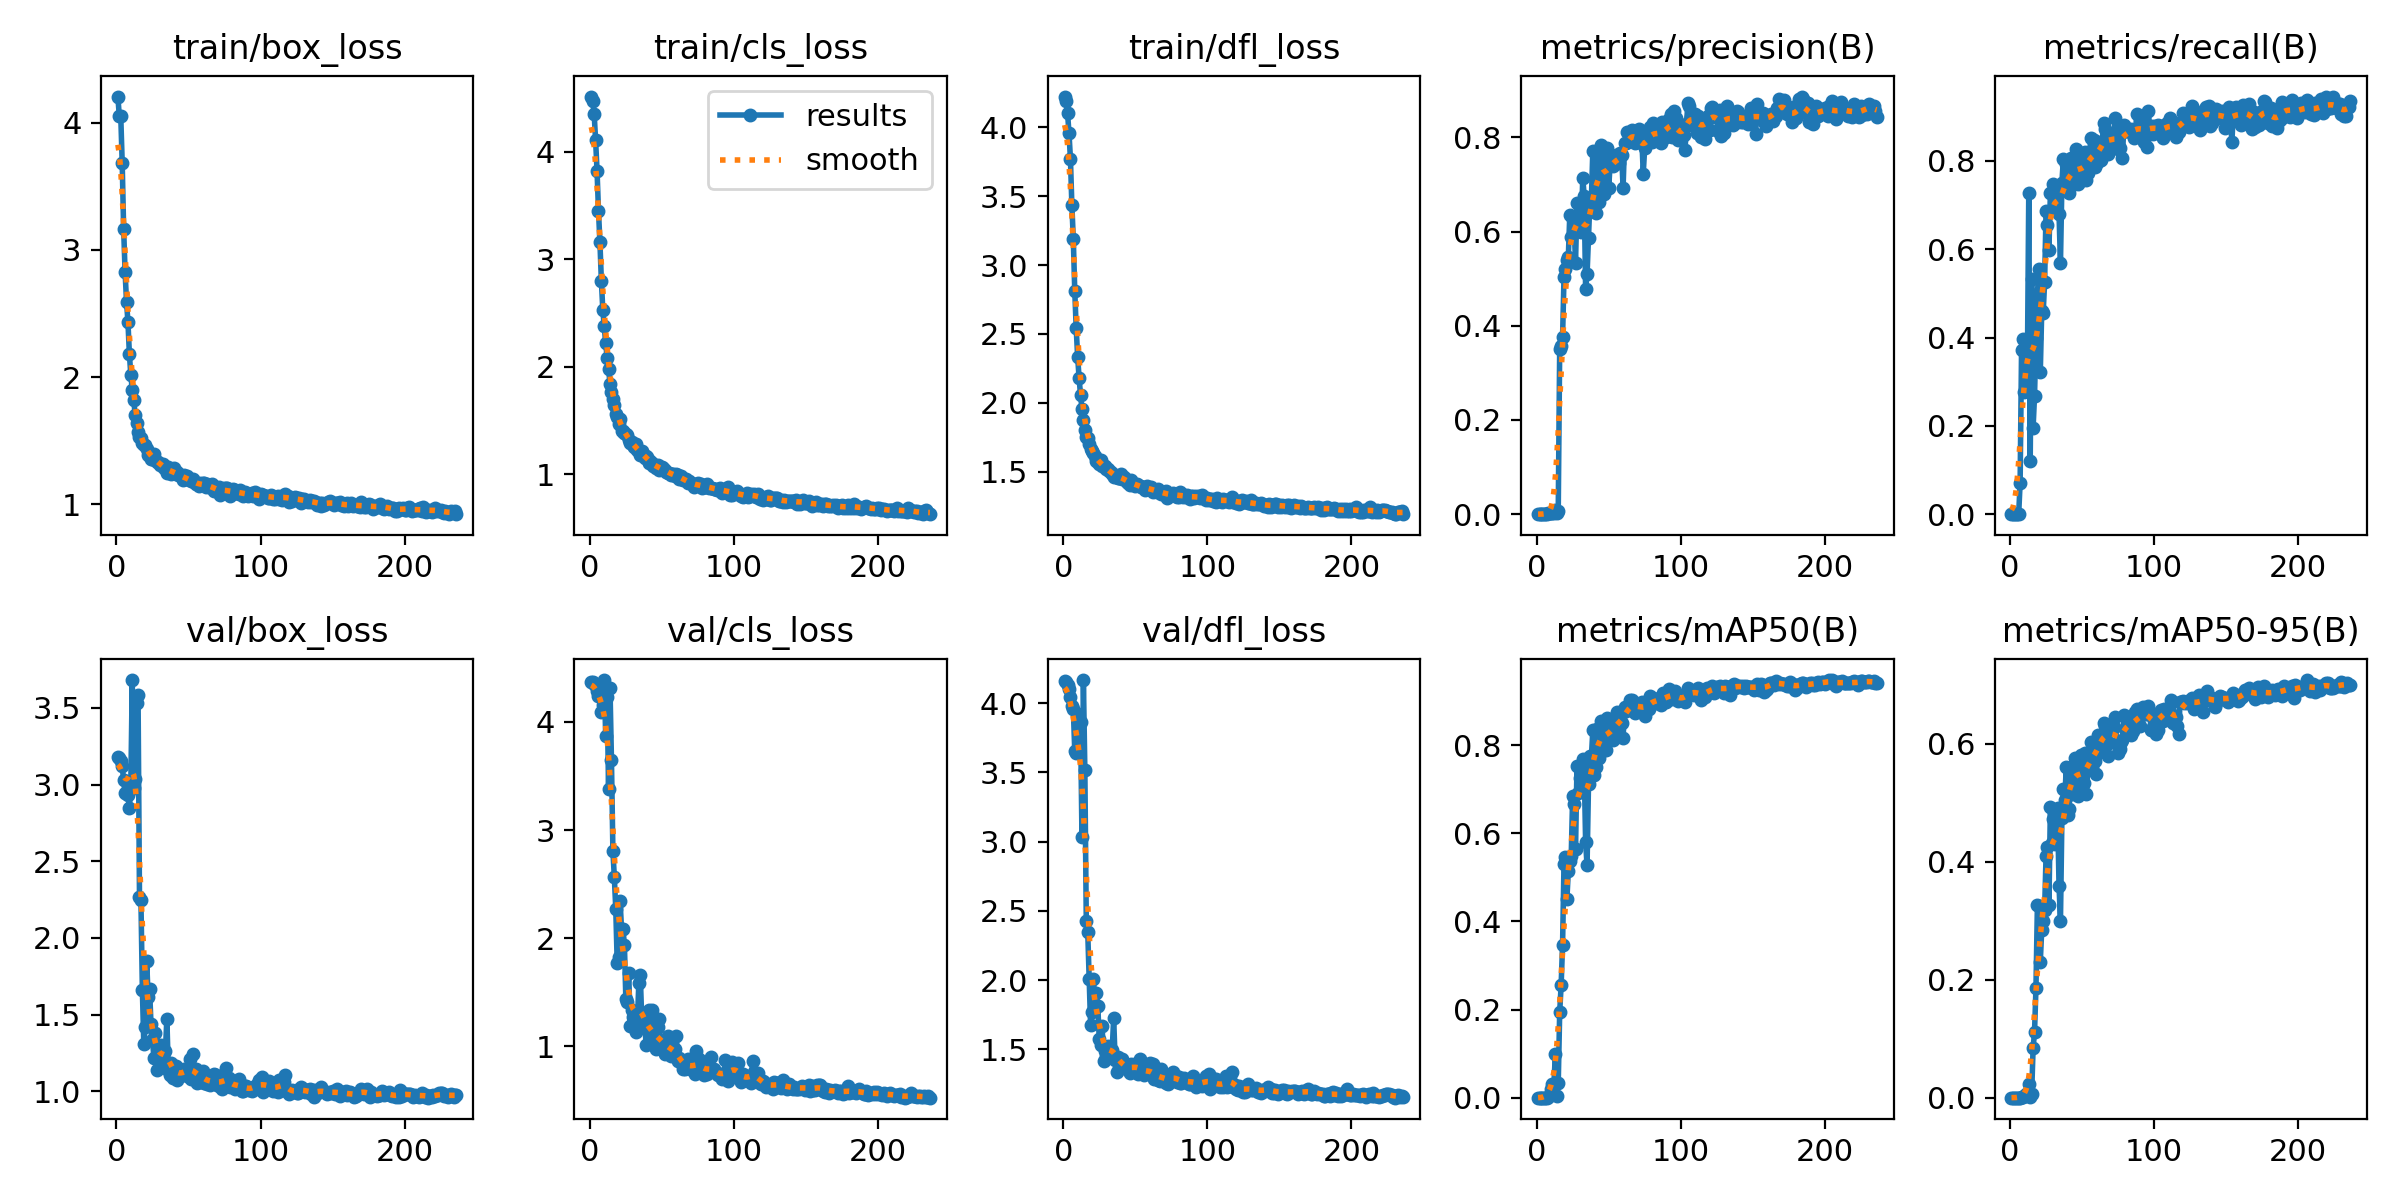 train/box_loss
4
3
2
1
0 100 200
train/cls_loss
results
smooth
4
3
2
1
0 100 200
train/dfl_loss
4.0
3.5
3.0
2.5
2.0
1.5
0 100 200
metrics/precision(B)
0.8
0.6
0.4
0.2
0.0
0 100 200
metrics/recall(B)
0.8
0.6
0.4
0.2
0.0
0 100 200
val/box_loss
3.5
3.0
2.5
2.0
1.5
1.0
0 100 200
val/cls_loss
4
3
2
1
0 100 200
val/dfl_loss
4.0
3.5
3.0
2.5
2.0
1.5
0 100 200
metrics/mAP50(B)
0.8
0.6
0.4
0.2
0.0
0 100 200
metrics/mAP50-95(B)
0.6
0.4
0.2
0.0
0 100 200